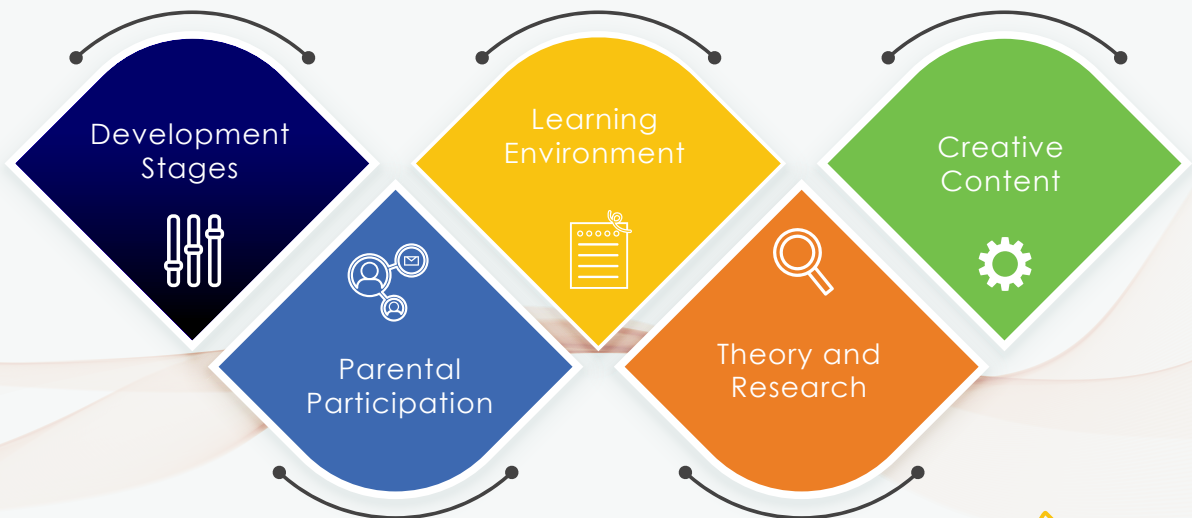 Development
Stages
Parental
Participation
Learning
Environment
Theory and
Research
Creative
Content